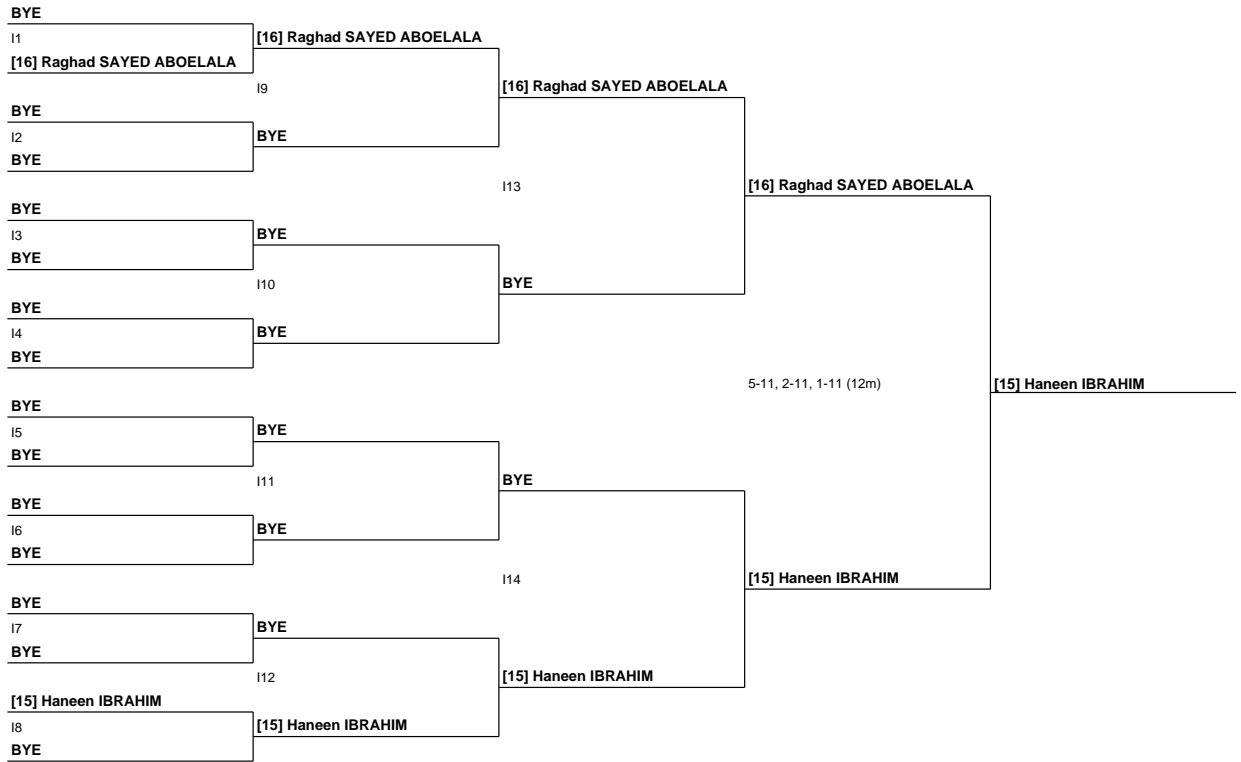 BYE
I1
[16] Raghad SAYED ABOELALA
BYE
I2
BYE
BYE
I3
BYE
BYE
I4
BYE
BYE
I5
BYE
BYE
I6
BYE
BYE
I7
BYE
[15] Haneen IBRAHIM
I8
BYE
[16] Raghad SAYED ABOELALA
I9
BYE
BYE
I10
BYE
BYE
I11
BYE
BYE
I12
[15] Haneen IBRAHIM
[16] Raghad SAYED ABOELALA
I13
BYE
BYE
I14
[15] Haneen IBRAHIM
[16] Raghad SAYED ABOELALA
5-11, 2-11, 1-11 (12m)
[15] Haneen IBRAHIM
[15] Haneen IBRAHIM